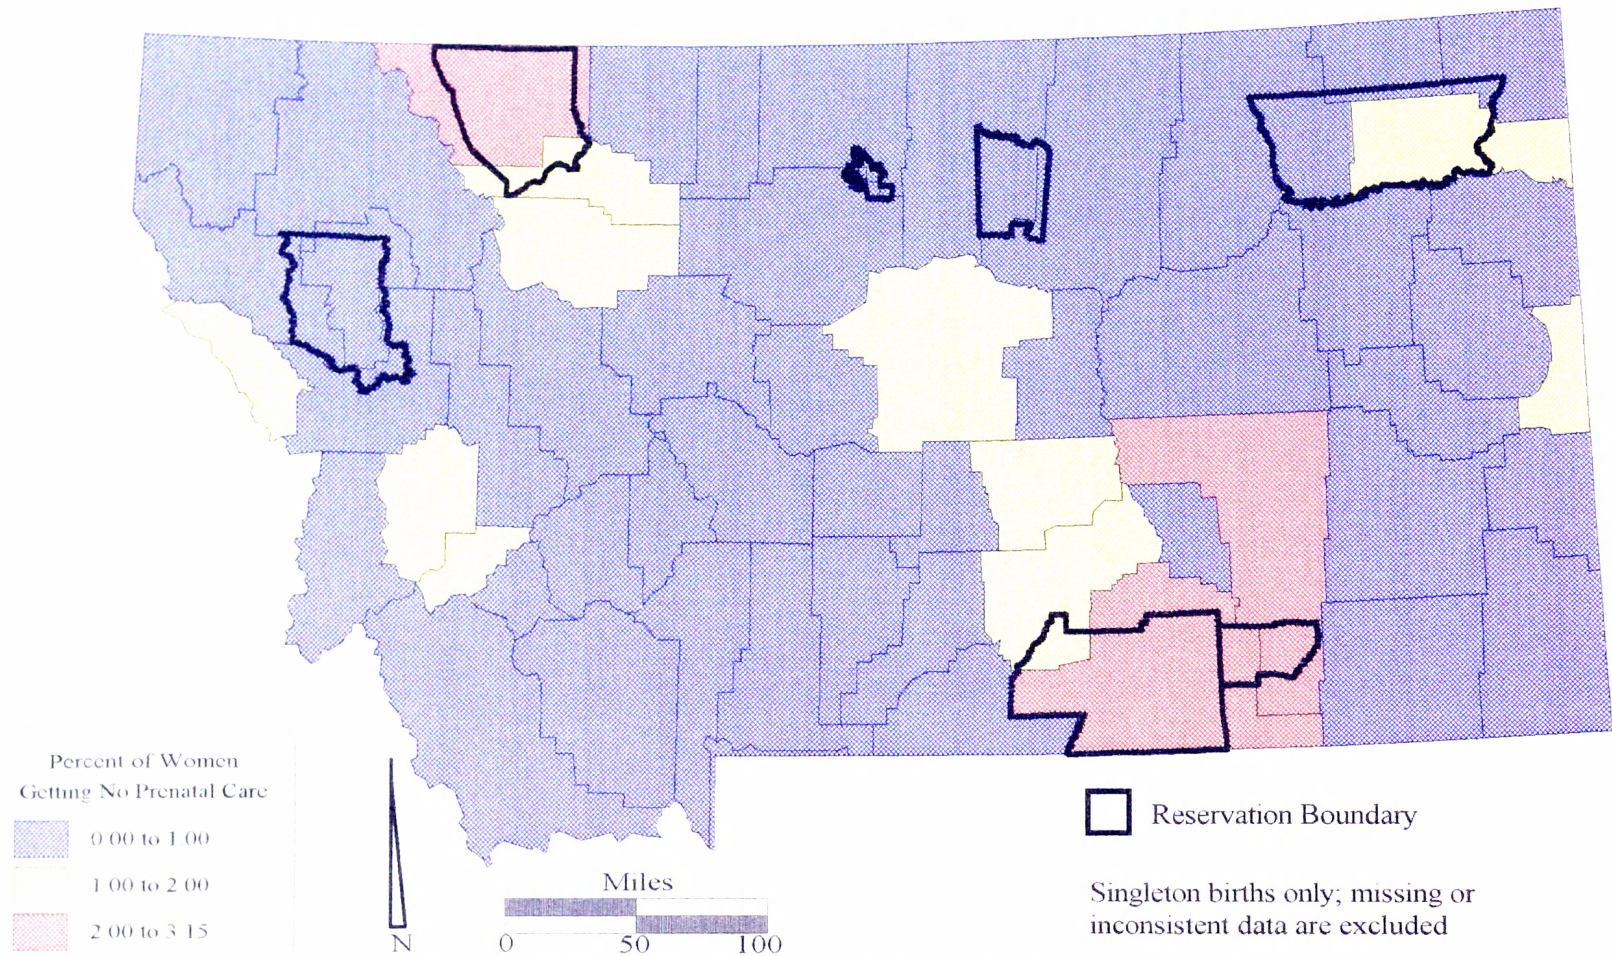 Percent of Women
Getting No Prenatal Care
0 00 to 1 00
1 00 to 2 00
2 00 to 3 15
N
Miles
0 50 100
Reservation Boundary
Singleton births only; missing or
inconsistent data are excluded